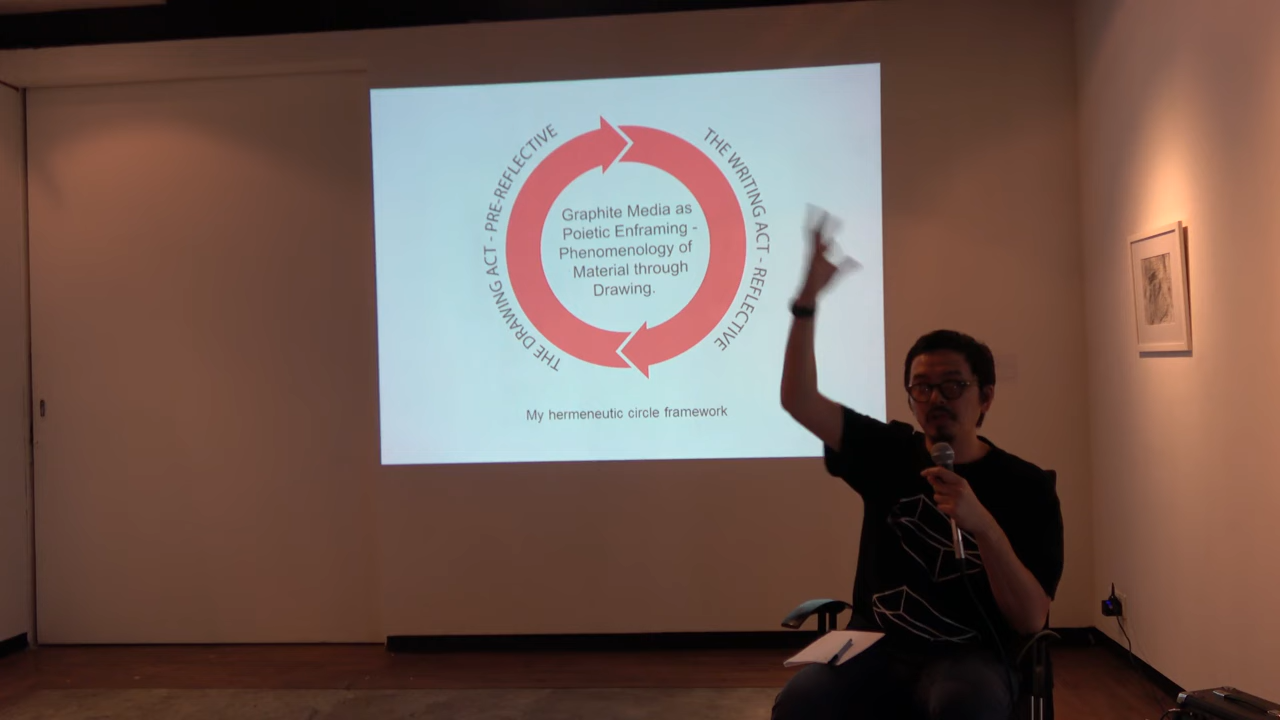 THE DRAWING ACT - PRE-REFLECTIVE
THE WRITING ACT - REFLECTIVE
Graphite Media as
Poietic Enframing -
Phenomenology of
Material through
Drawing.
My hermeneutic circle framework